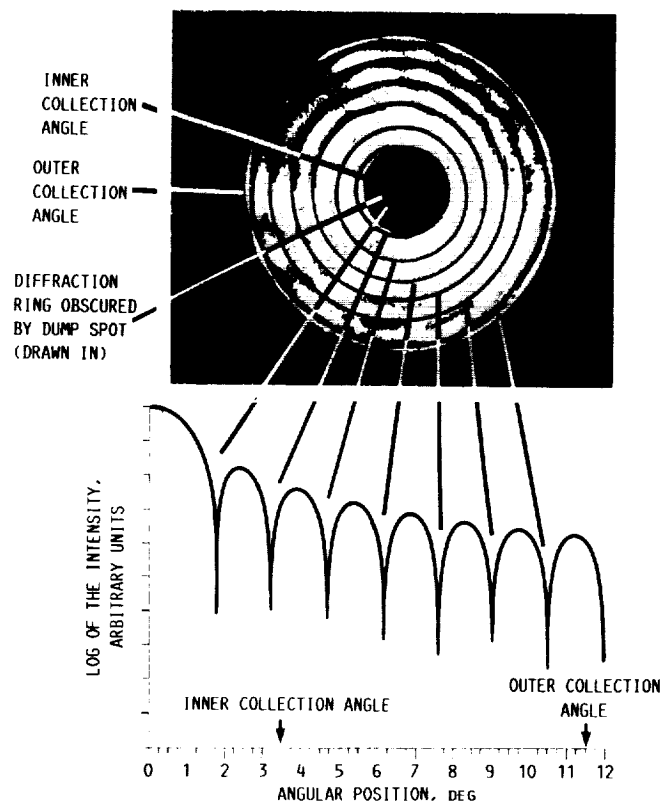 INNER
COLLECTION
ANGLE
OUTER
COLLECTION
ANGLE
DIFFRACTION
RING OBSCURED
BY DUMP SPOT
(DRAWN IN)
LOG OF THE INTENSITY,
ARBITRARY UNITS
INNER COLLECTION ANGLE
OUTER COLLECTION
ANGLE
0 1 2 3 4 5 6 7 8 9 10 11 12
ANGULAR POSITION, DEG